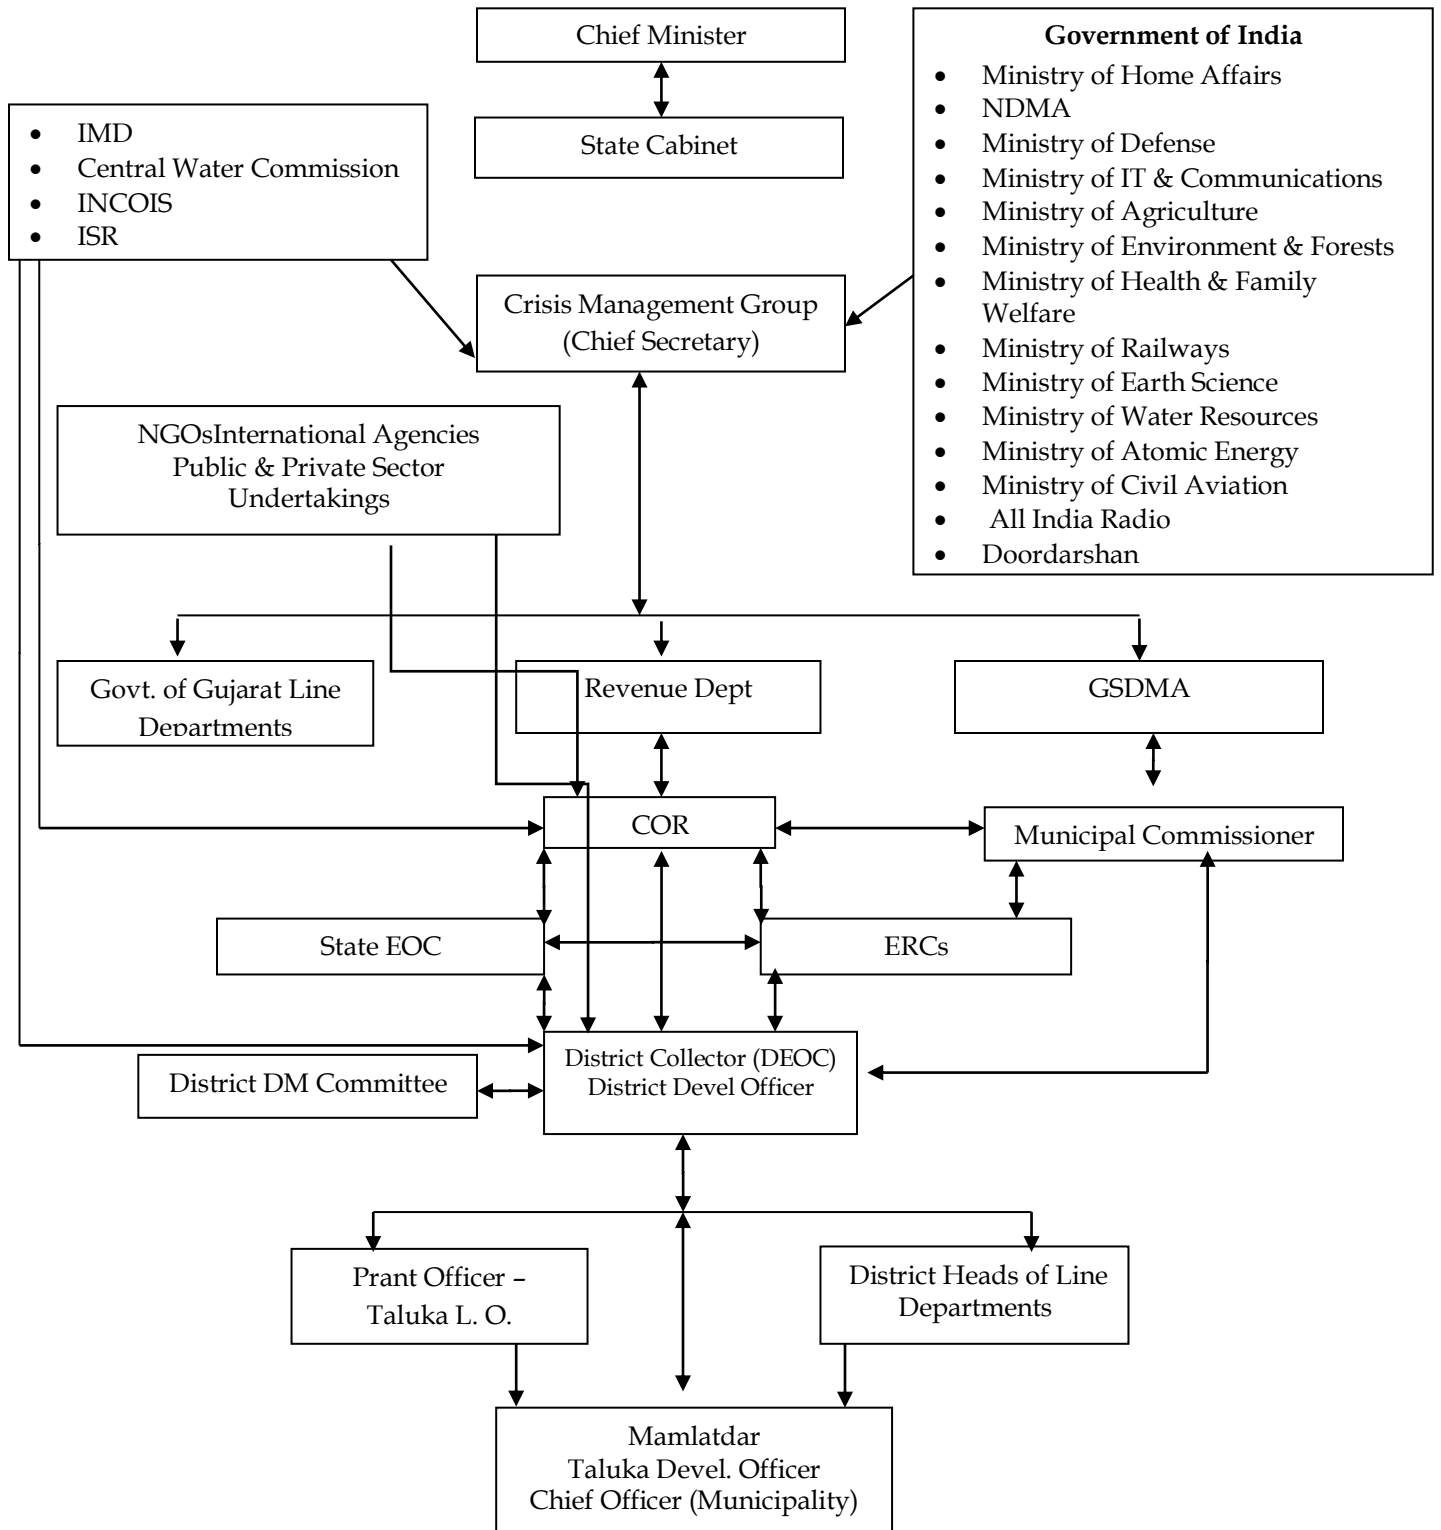 Chief Minister
State Cabinet
Government of India
• Ministry of Home Affairs
• NDMA
• Ministry of Defense
• Ministry of IT & Communications
• Ministry of Agriculture
• Ministry of Environment & Forests
• Ministry of Health & Family
Welfare
• Ministry of Railways
• Ministry of Earth Science
• Ministry of Water Resources
• Ministry of Atomic Energy
• Ministry of Civil Aviation
• All India Radio
• Doordarshan
• IMD
• Central Water Commission
• INCOIS
• ISR
Crisis Management Group
(Chief Secretary)
NGOsInternational Agencies
Public & Private Sector
Undertakings
Govt. of Gujarat Line
Departments
Revenue Dept
GSDMA
COR
Municipal Commissioner
State EOC
ERCs
District DM Committee
District Collector (DEOC)
District Devel Officer
Prant Officer –
Taluka L. O.
District Heads of Line
Departments
Mamlatdar
Taluka Devel. Officer
Chief Officer (Municipality)